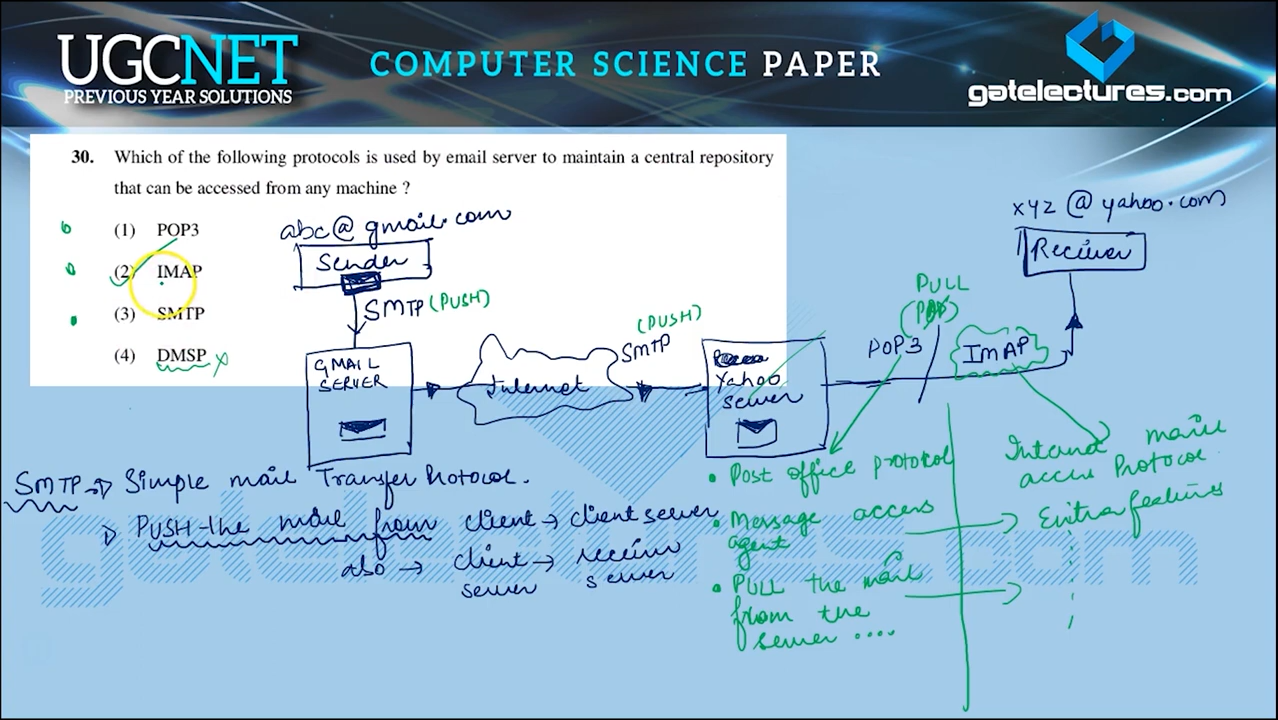 UGCNET
PREVIOUS YEAR SOLUTIONS
COMPUTER SCIENCE PAPER
gatelectures.com
30. Which of the following protocols is used by email server to maintain a central repository
that can be accessed from any machine ?
(1) POP3
(2) IMAP
(3) SMTP
(4) DMSP
abc@gmail.com
Sender
SMTP (PUSH)
GMAIL
SERVER
Internet
(PUSH)
SMTP
Yahoo
Server
POP3
PULL
IMAP
xyz@yahoo.com
Receiver
SMTP → Simple mail Transfer Protocol.
PUSH the mail from client → client server
also → client → receiver
server server
• Post office protocol
• Message access
agent
• PULL the mail
from the
server ....
mail
access Protocol
Extra features
gatelectures.com